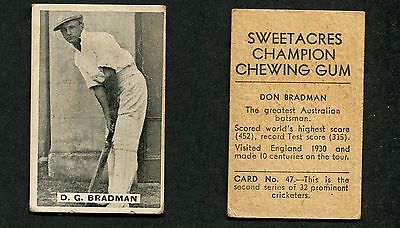 D. G. BRADMAN
SWEETACRES
CHAMPION
CHEWING GUM
DON BRADMAN
The greatest Australian
batsman.
Scored world's highest score
(452), record Test score (335).
Visited England 1930 and
made 10 centuries on the tour.
CARD No. 47.—This is the
second series of 32 prominent
cricketers.